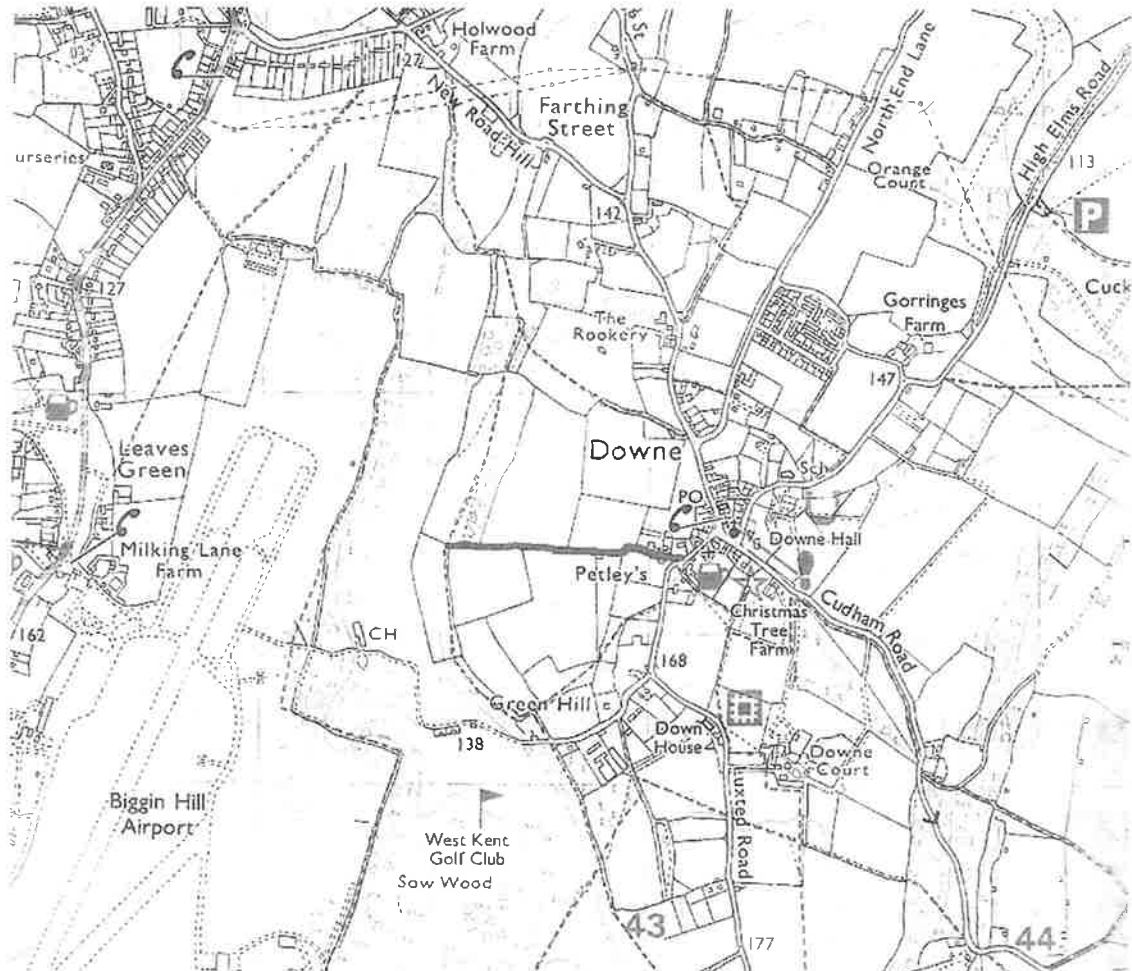 Holwood
Farm
127
New Road Hill
Farthing
Street
St
North End Lane
High Elms Road
113
P
Orange
Court
urseries
142
127
Cuck
Gorringes
Farm
The
Rookery
147
Leaves
Green
Downe
Sch
PO
Milking Lane
Farm
Downe Hall
Petley's
Christmas
Tree
Farm
Cudham Road
162
CH
168
Green Hill
138
Down
House
Downe
Court
Luxted Road
Biggin Hill
Airport
West Kent
Golf Club
Saw Wood
43
177
44